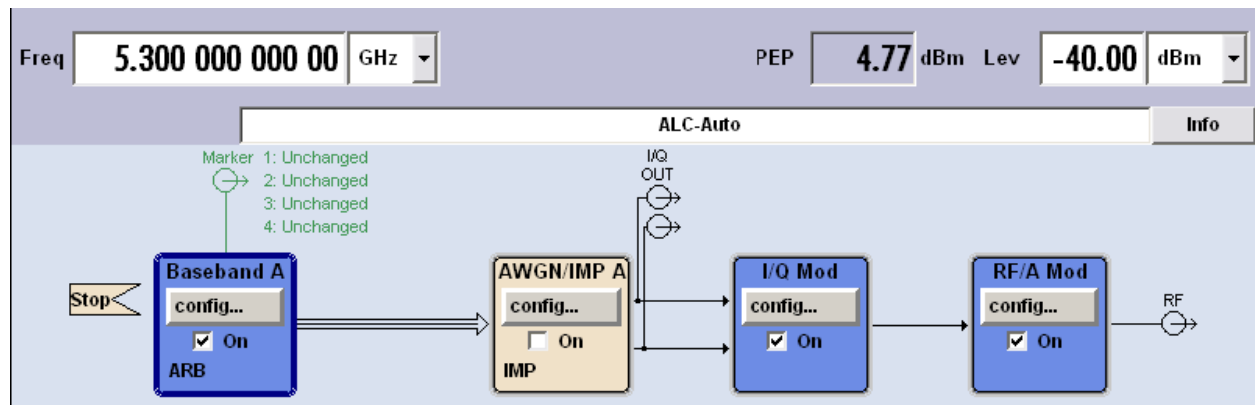 Freq 5.300 000 000 00 GHz PEP 4.77 dBm Lev -40.00 dBm
ALC-Auto Info
Marker 1: Unchanged
2: Unchanged
3: Unchanged
4: Unchanged
I/Q
OUT
Baseband A AWGN/IMP A I/Q Mod RF/A Mod
Stop config... config... config... config... RF
On On On On
ARB IMP